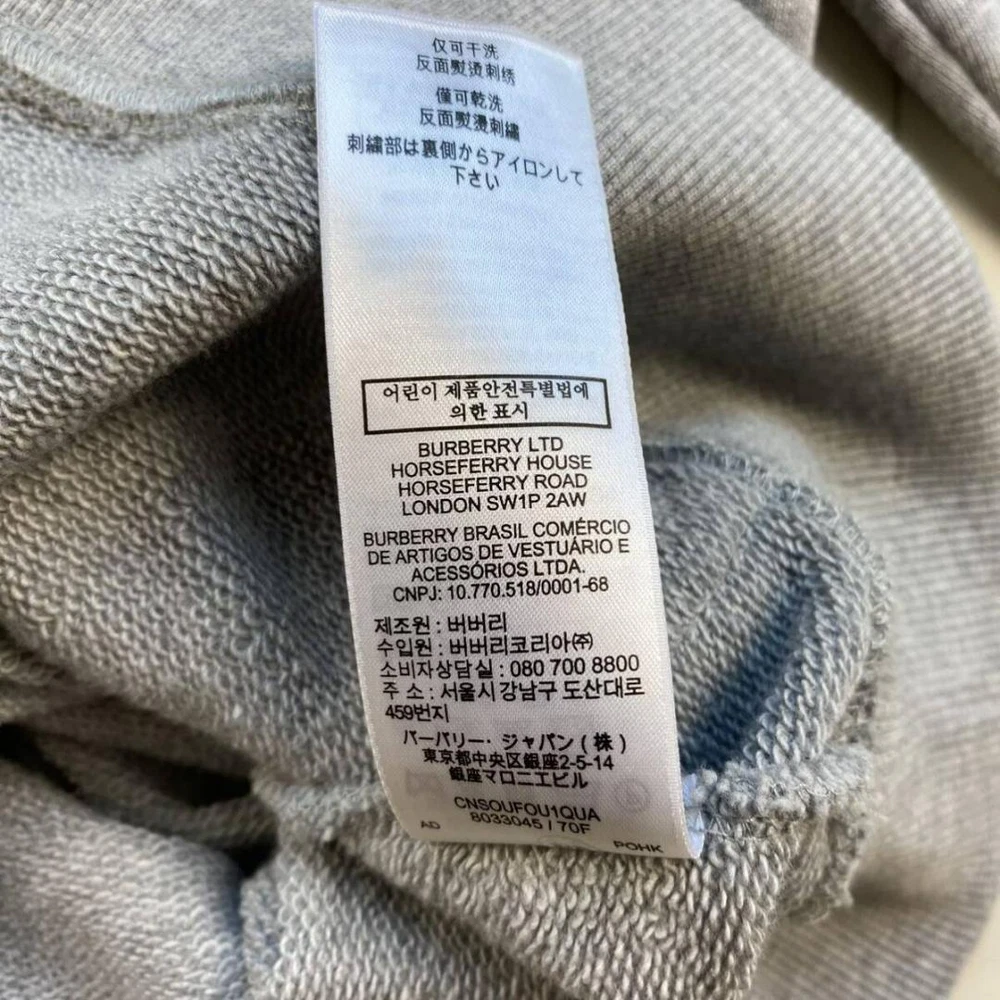 仅可干洗
反面熨烫刺绣
僅可乾洗
反面熨燙刺繡
刺繍部は裏側からアイロンして
下さい
어린이 제품안전특별법에
의한 표시
BURBERRY LTD
HORSEFERRY HOUSE
HORSEFERRY ROAD
LONDON SW1P 2AW
BURBERRY BRASIL COMÉRCIO
DE ARTIGOS DE VESTUÁRIO E
ACESSÓRIOS LTDA.
CNPJ: 10.770.518/0001-68
제조원 : 버버리
수입원 : 버버리코리아㈜
소비자상담실 : 080 700 8800
주 소 : 서울시 강남구 도산대로
459번지
バーバリー・ジャパン ( 株 )
東京都中央区銀座2-5-14
銀座マロニエビル
CNSOUFOU1QUA
8033045 / 70F
AD
POHK